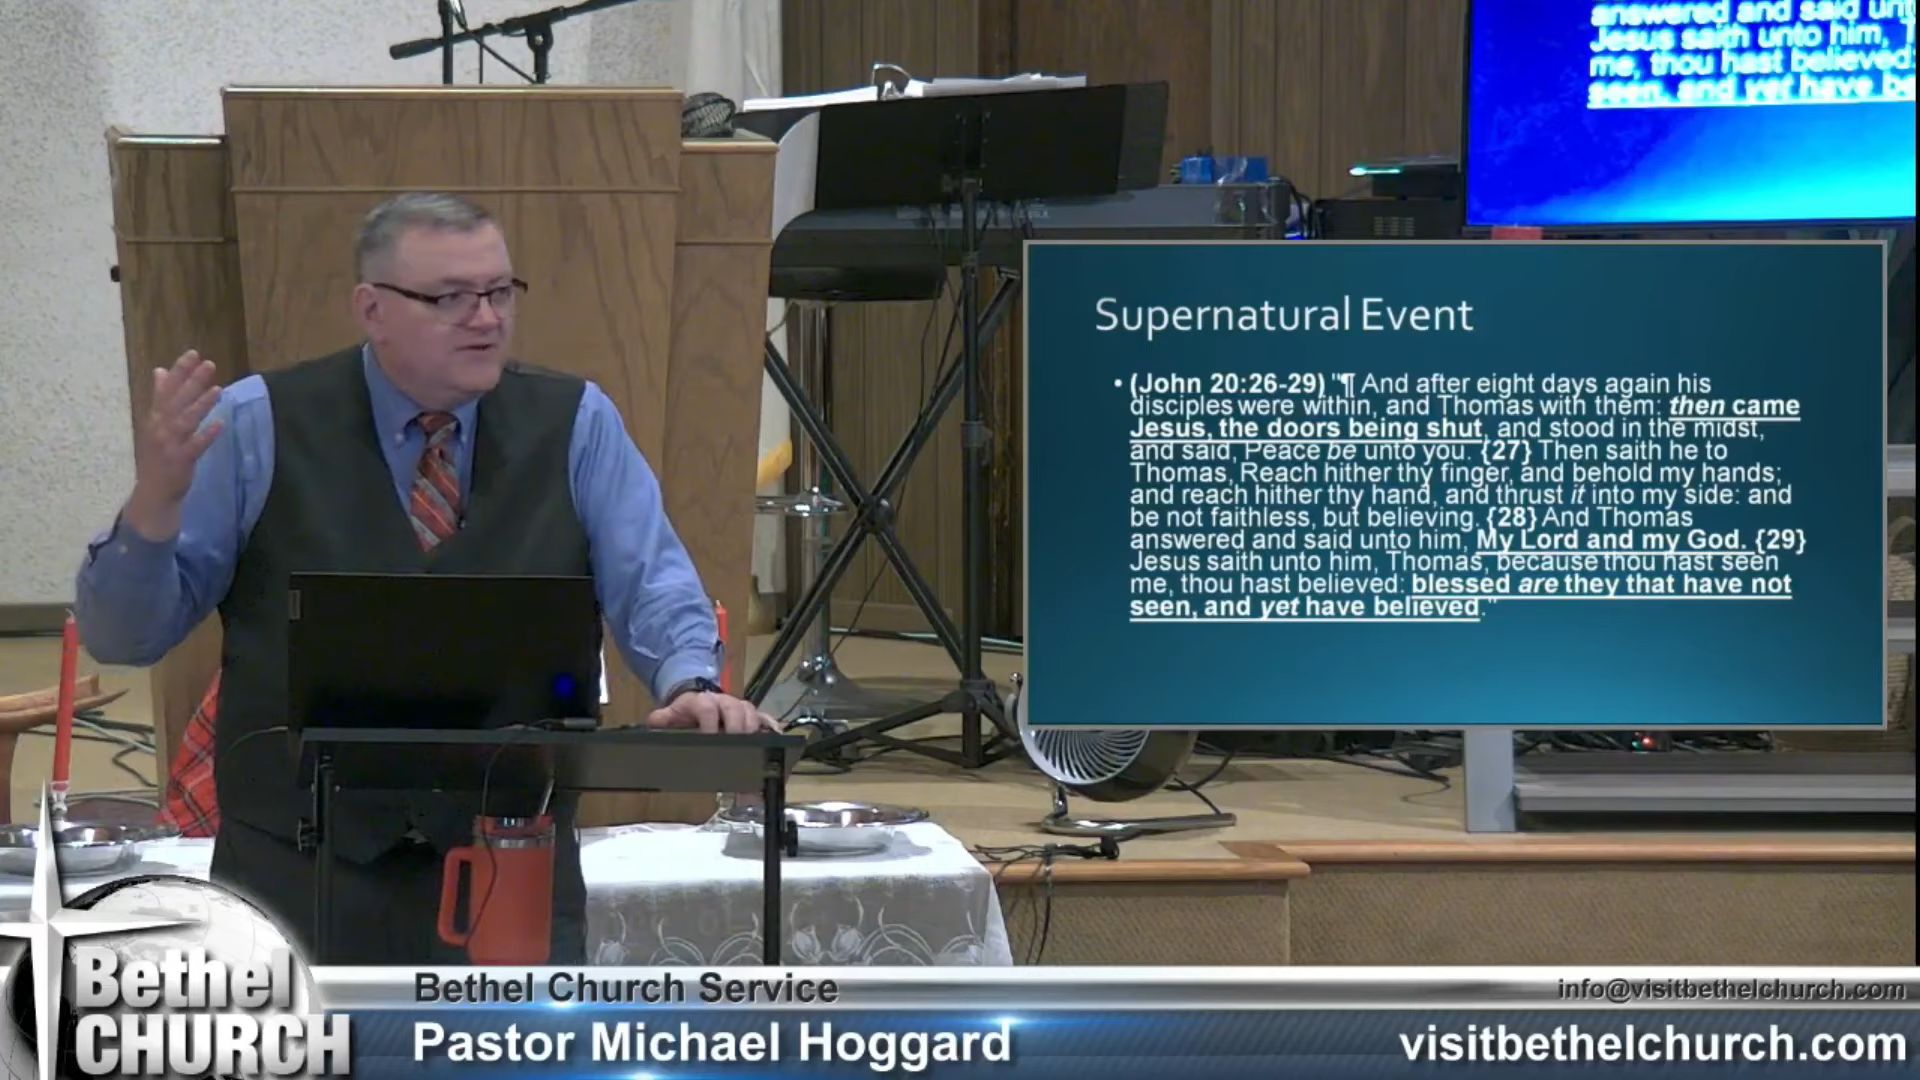 answered and said unt
Jesus saith unto him, T
me, thou hast believed:
seen, and yet have be
Supernatural Event
• (John 20:26-29) "¶ And after eight days again his
disciples were within, and Thomas with them: then came
Jesus, the doors being shut, and stood in the midst,
and said, Peace be unto you. {27} Then saith he to
Thomas, Reach hither thy finger, and behold my hands;
and reach hither thy hand, and thrust it into my side: and
be not faithless, but believing. {28} And Thomas
answered and said unto him, My Lord and my God. {29}
Jesus saith unto him, Thomas, because thou hast seen
me, thou hast believed: blessed are they that have not
seen, and yet have believed."
Bethel
CHURCH
Bethel Church Service
Pastor Michael Hoggard
info@visitbethelchurch.com
visitbethelchurch.com